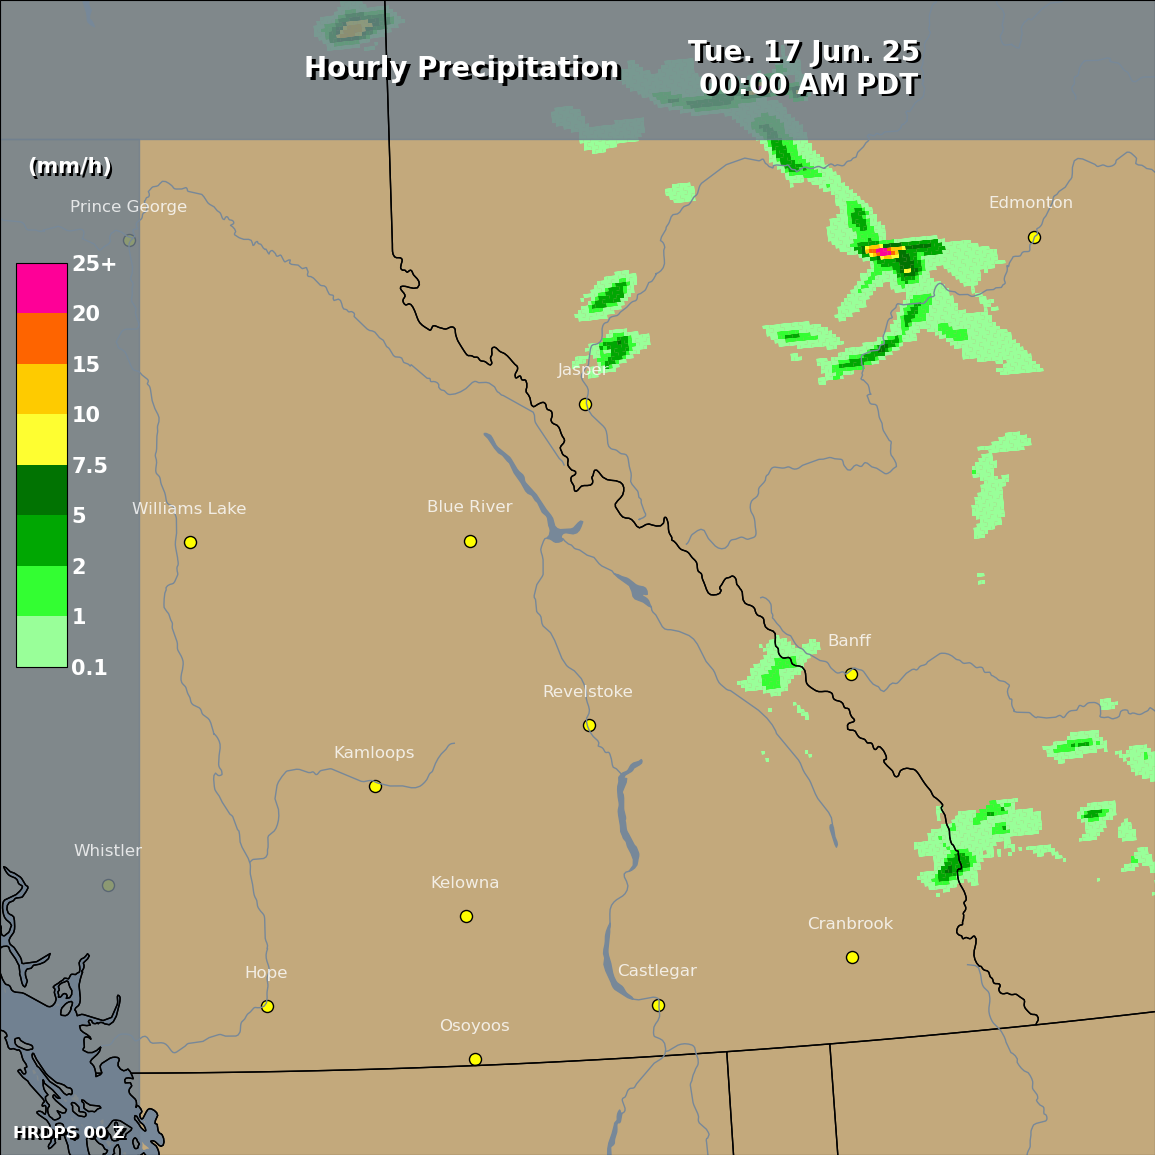 Hourly Precipitation
Tue. 17 Jun. 25
00:00 AM PDT
(mm/h)
25+
20
15
10
7.5
5
2
1
0.1
Prince George
Edmonton
Jasper
Williams Lake
Blue River
Banff
Revelstoke
Kamloops
Whistler
Kelowna
Cranbrook
Hope
Castlegar
Osoyoos
HRDPS 00 Z